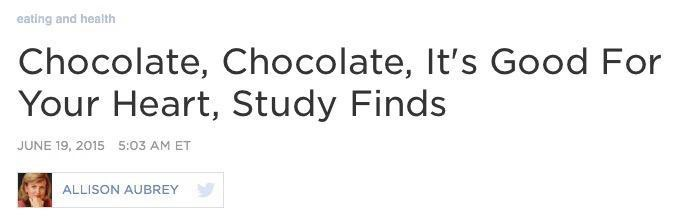 eating and health
Chocolate, Chocolate, It's Good For
Your Heart, Study Finds
JUNE 19, 2015 5:03 AM ET
ALLISON AUBREY